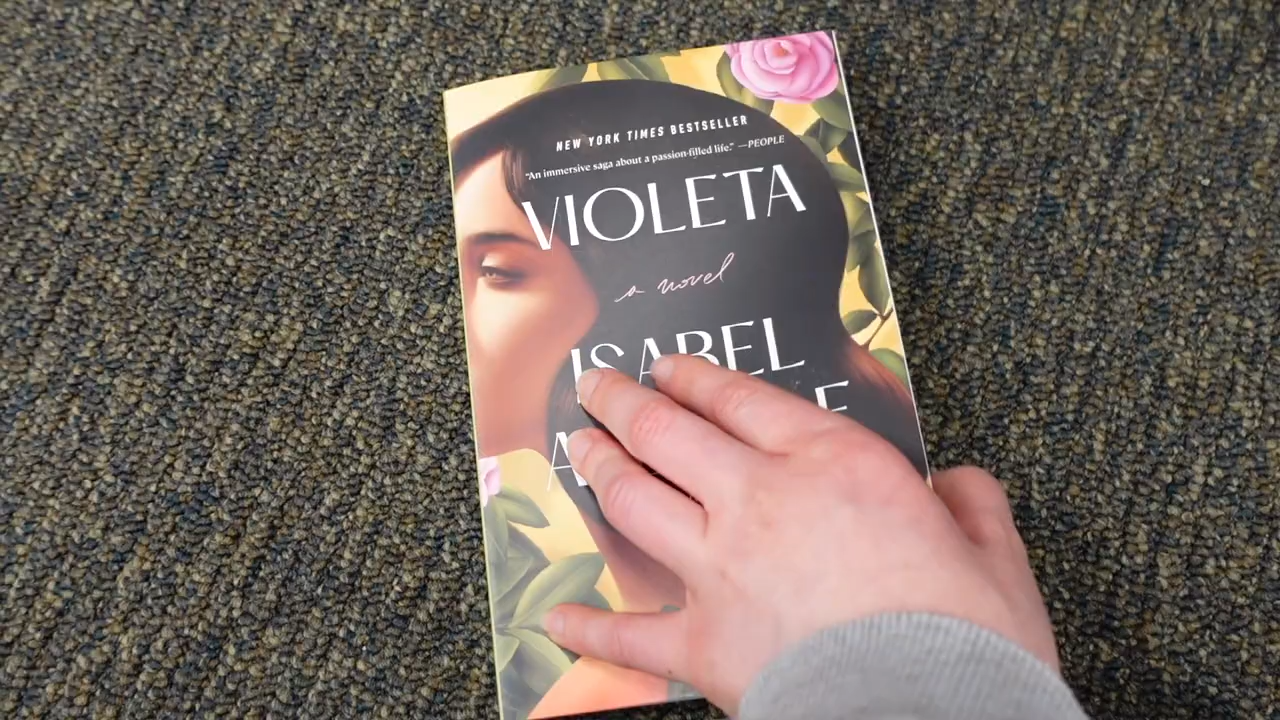 NEW YORK TIMES BESTSELLER
"An immersive saga about a passion-filled life." —PEOPLE
VIOLETA
a novel
ISABEL